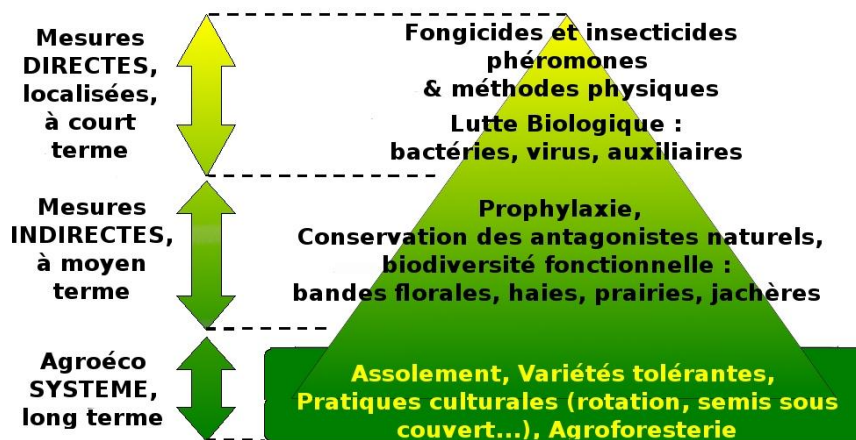 Mesures
DIRECTES,
localisées,
à court
terme
Fongicides et insecticides
phéromones
& méthodes physiques
Lutte Biologique :
bactéries, virus, auxiliaires
Mesures
INDIRECTES,
à moyen
terme
Prophylaxie,
Conservation des antagonistes naturels,
biodiversité fonctionnelle :
bandes florales, haies, prairies, jachères
Agroéco
SYSTEME,
long terme
Assolement, Variétés tolérantes,
Pratiques culturales (rotation, semis sous
couvert...), Agroforesterie